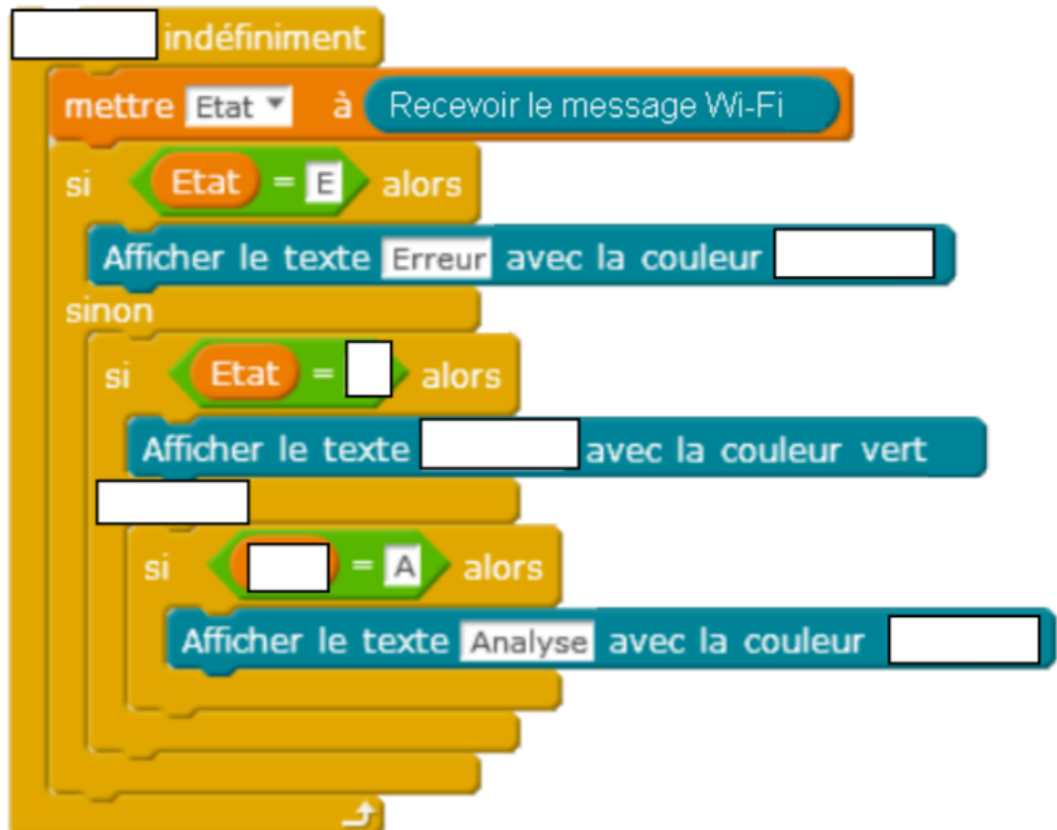 indéfiniment
mettre Etat à Recevoir le message Wi-Fi
si Etat = E alors
Afficher le texte Erreur avec la couleur
sinon
si Etat = alors
Afficher le texte avec la couleur vert
si = A alors
Afficher le texte Analyse avec la couleur